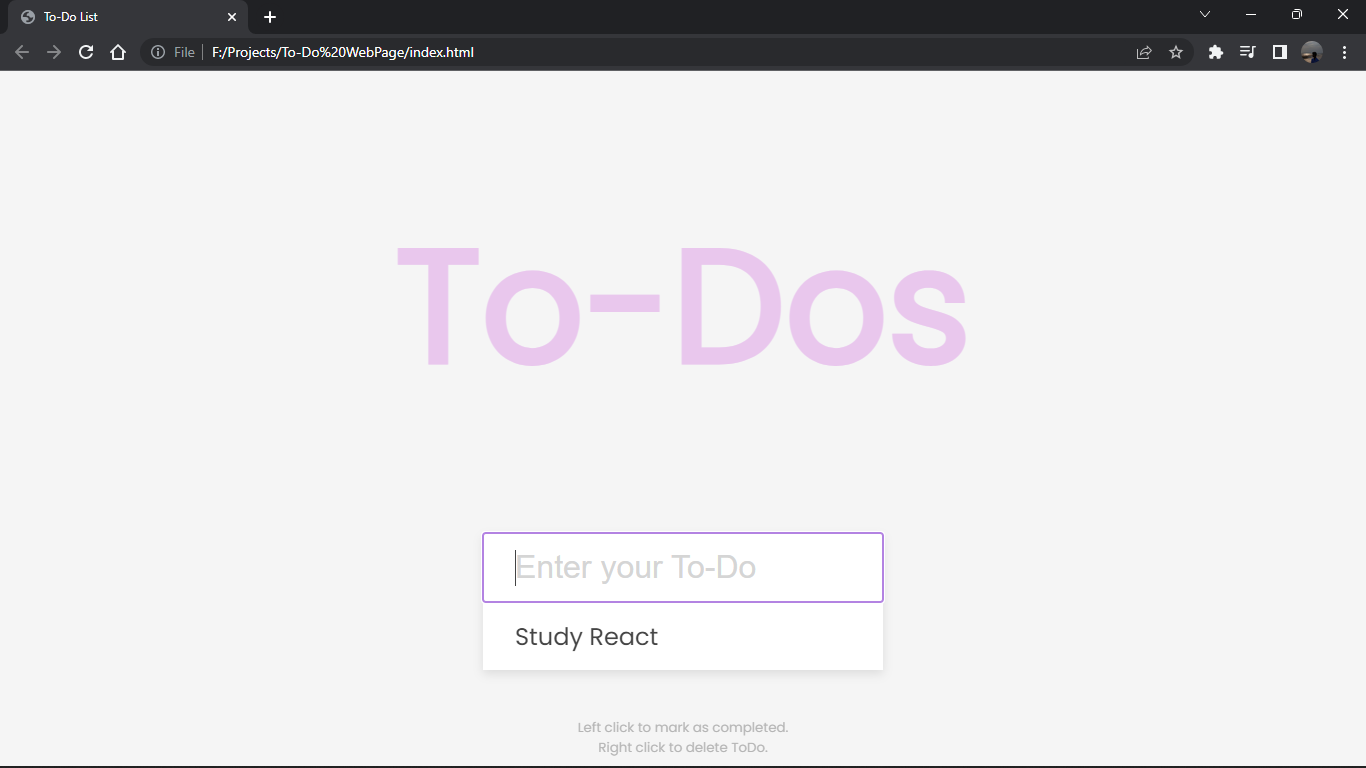 To-Do List
File F:/Projects/To-Do%20WebPage/index.html
To-Dos
Enter your To-Do
Study React
Left click to mark as completed.
Right click to delete ToDo.